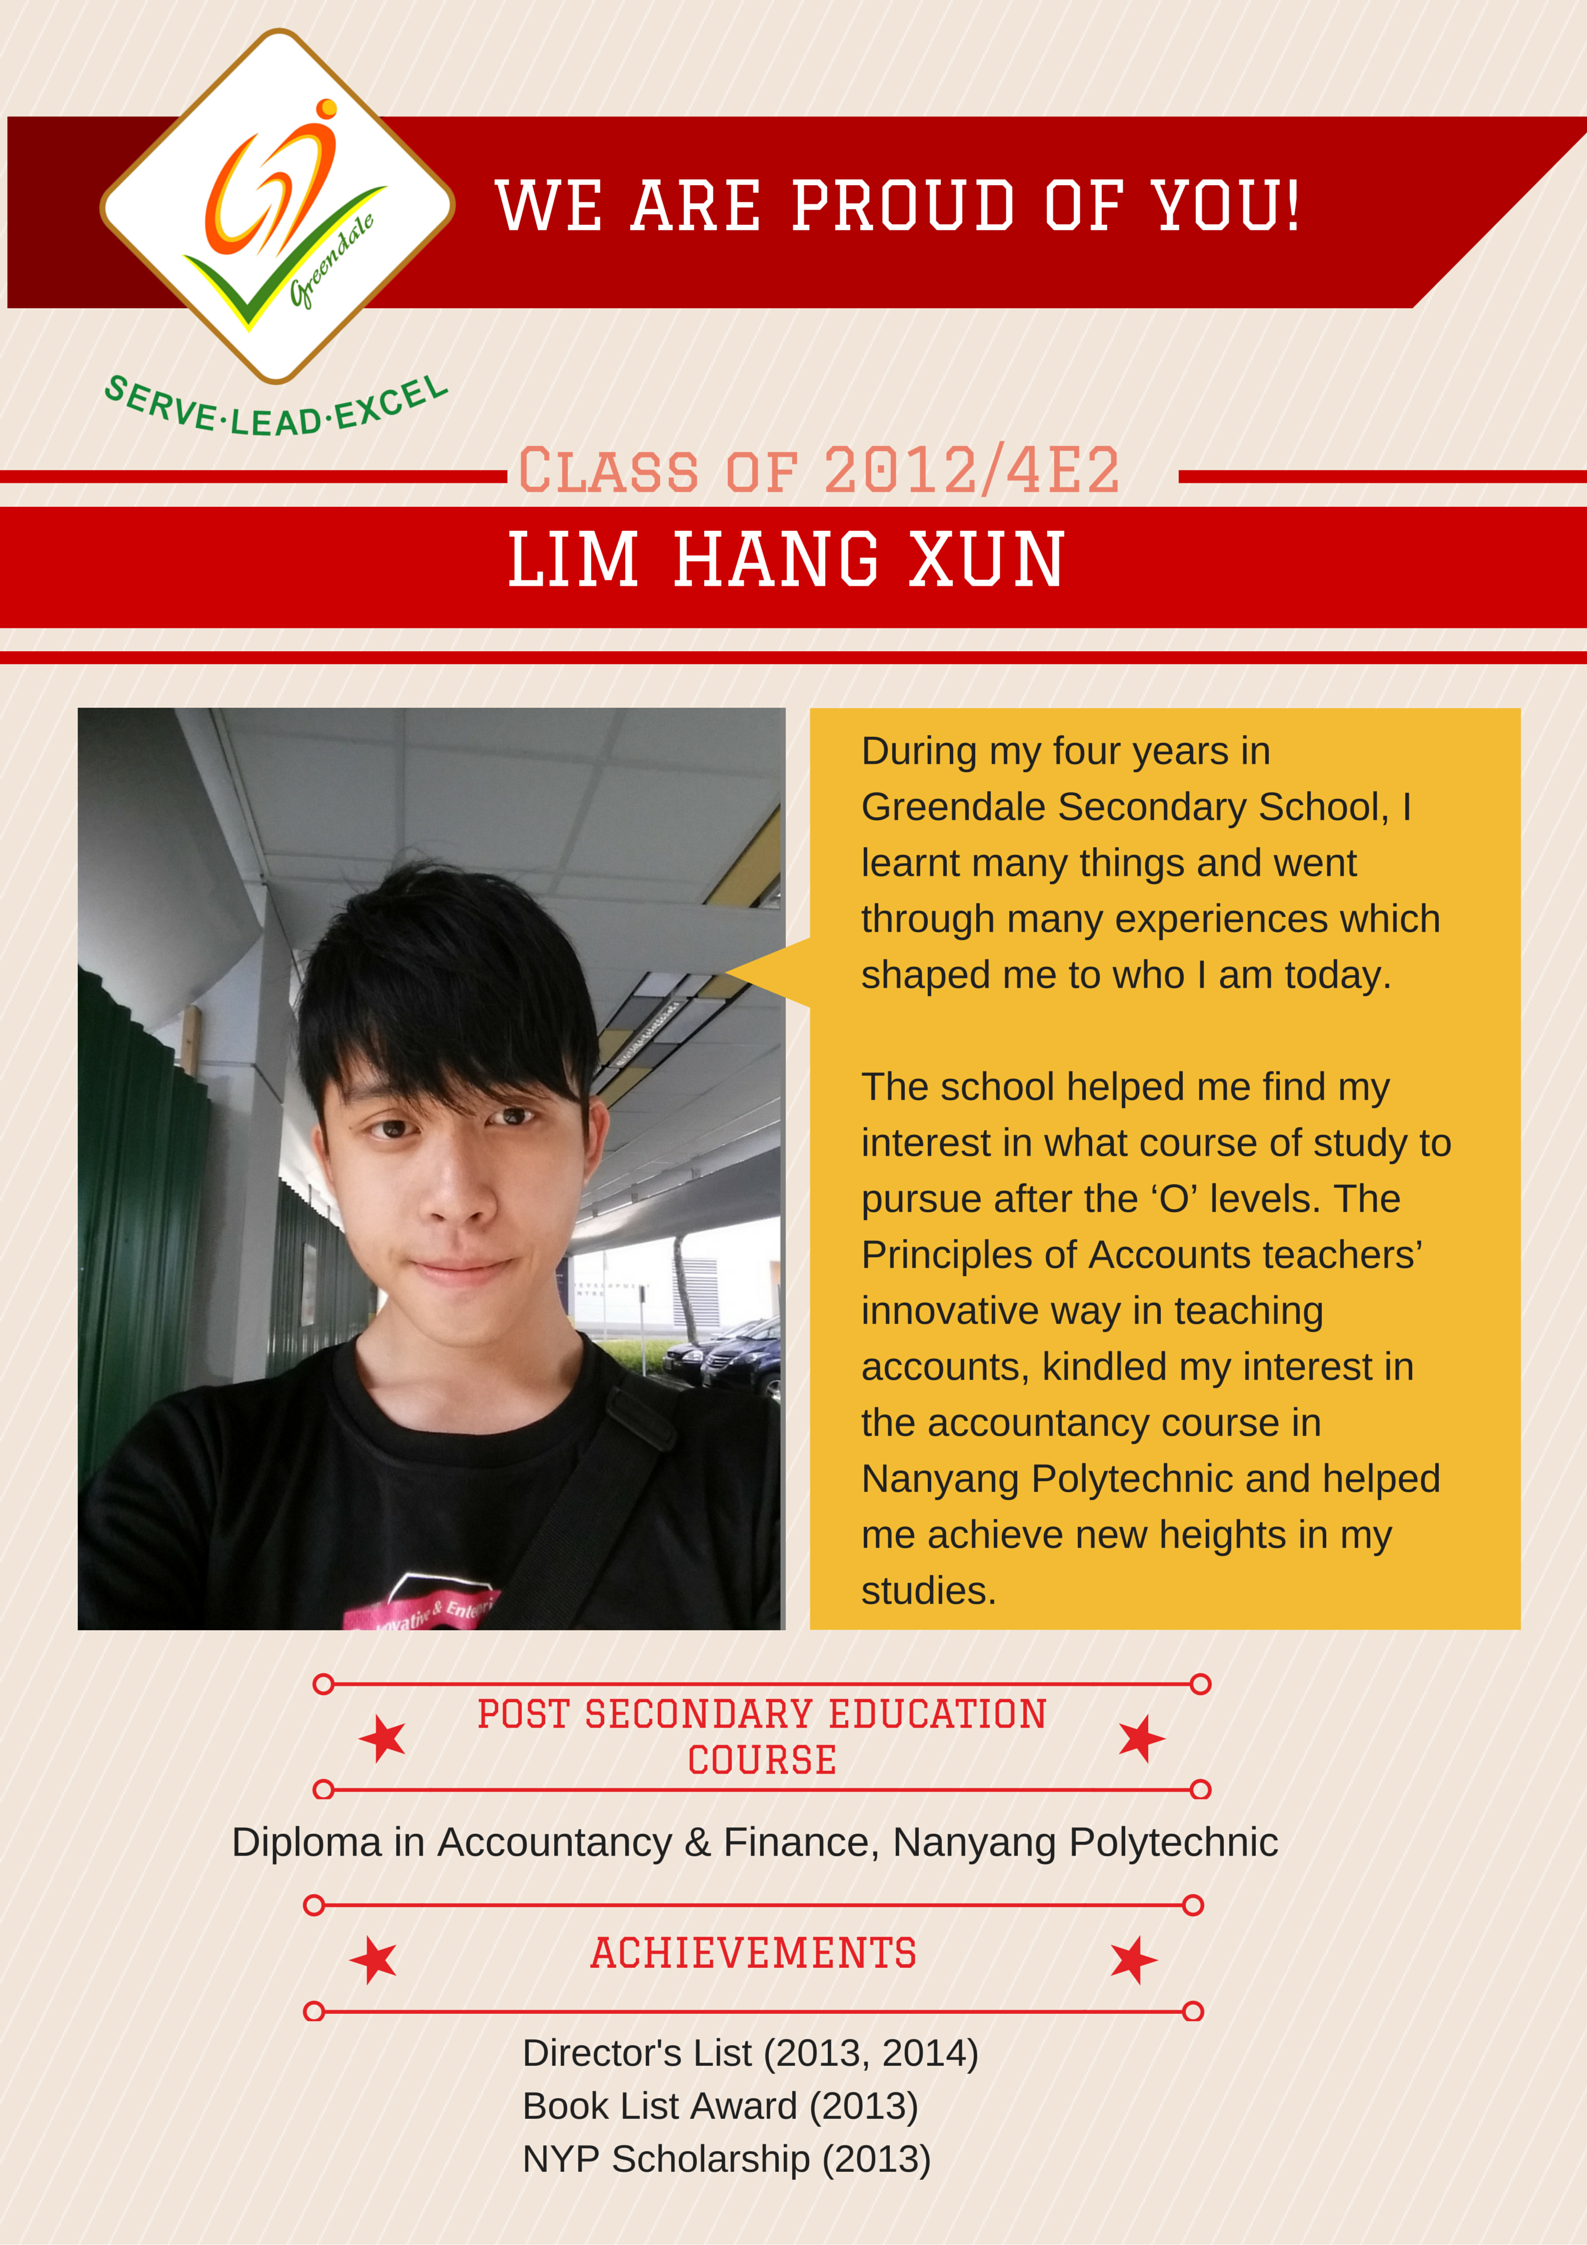 WE ARE PROUD OF YOU!
Greendale
SERVE·LEAD·EXCEL
CLASS OF 2012/4E2
LIM HANG XUN
During my four years in
Greendale Secondary School, I
learnt many things and went
through many experiences which
shaped me to who I am today.
The school helped me find my
interest in what course of study to
pursue after the ‘O’ levels. The
Principles of Accounts teachers’
innovative way in teaching
accounts, kindled my interest in
the accountancy course in
Nanyang Polytechnic and helped
me achieve new heights in my
studies.
POST SECONDARY EDUCATION
COURSE
Diploma in Accountancy & Finance, Nanyang Polytechnic
ACHIEVEMENTS
Director's List (2013, 2014)
Book List Award (2013)
NYP Scholarship (2013)